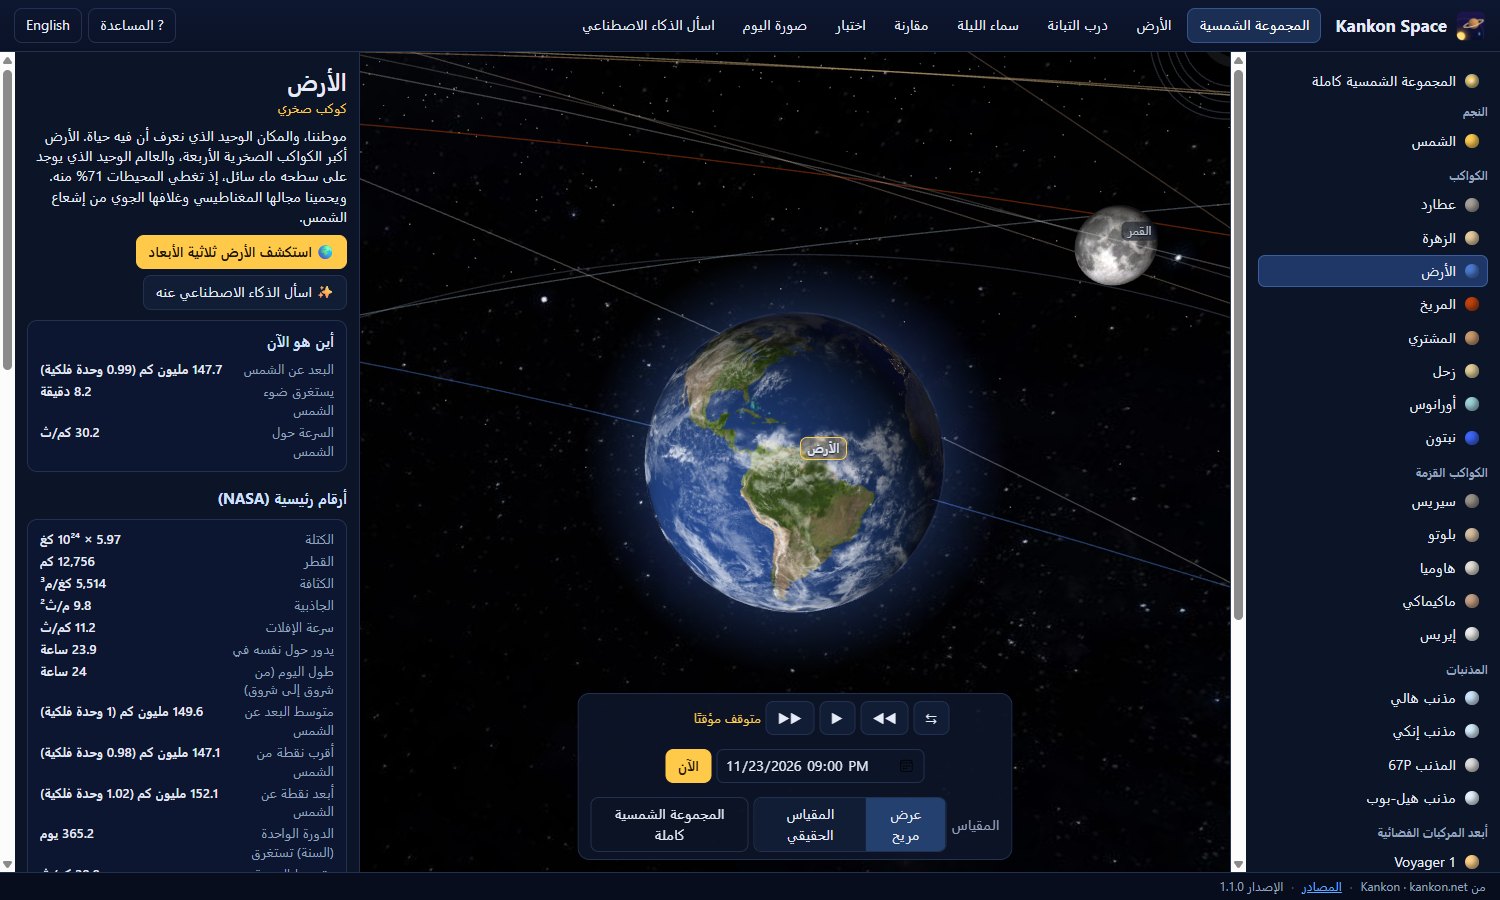 Kankon Space
المجموعة الشمسية
الأرض
درب التبانة
سماء الليلة
مقارنة
اختبار
صورة اليوم
اسأل الذكاء الاصطناعي
? المساعدة
English
المجموعة الشمسية كاملة
النجم
الشمس
الكواكب
عطارد
الزهرة
الأرض
المريخ
المشتري
زحل
أورانوس
نبتون
الكواكب القزمة
سيريس
بلوتو
هاوميا
ماكيماكي
إيريس
المذنبات
مذنب هالي
مذنب إنكي
المذنب 67P
مذنب هيل-بوب
أبعد المركبات الفضائية
Voyager 1
القمر
الأرض
متوقف مؤقتًا
11/23/2026 09:00 PM
الآن
المقياس
عرض
مريح
المقياس
الحقيقي
المجموعة الشمسية
كاملة
الأرض
كوكب صخري
موطننا، والمكان الوحيد الذي نعرف أن فيه حياة. الأرض
أكبر الكواكب الصخرية الأربعة، والعالم الوحيد الذي يوجد
على سطحه ماء سائل، إذ تغطي المحيطات 71% منه.
ويحمينا مجالها المغناطيسي وغلافها الجوي من إشعاع
الشمس.
استكشف الأرض ثلاثية الأبعاد
اسأل الذكاء الاصطناعي عنه
أين هو الآن
البعد عن الشمس 147.7 مليون كم (0.99 وحدة فلكية)
يستغرق ضوء 8.2 دقيقة
الشمس
السرعة حول 30.2 كم/ث
الشمس
أرقام رئيسية (NASA)
الكتلة 5.97 × 10²⁴ كغ
القطر 12,756 كم
الكثافة 5,514 كغ/م³
الجاذبية 9.8 م/ث²
سرعة الإفلات 11.2 كم/ث
يدور حول نفسه في 23.9 ساعة
طول اليوم (من 24 ساعة
شروق إلى شروق)
متوسط البعد عن 149.6 مليون كم (1 وحدة فلكية)
الشمس
أقرب نقطة من 147.1 مليون كم (0.98 وحدة فلكية)
الشمس
أبعد نقطة عن 152.1 مليون كم (1.02 وحدة فلكية)
الشمس
الدورة الواحدة 365.2 يوم
(السنة) تستغرق
من Kankon · kankon.net · المصادر · الإصدار 1.1.0